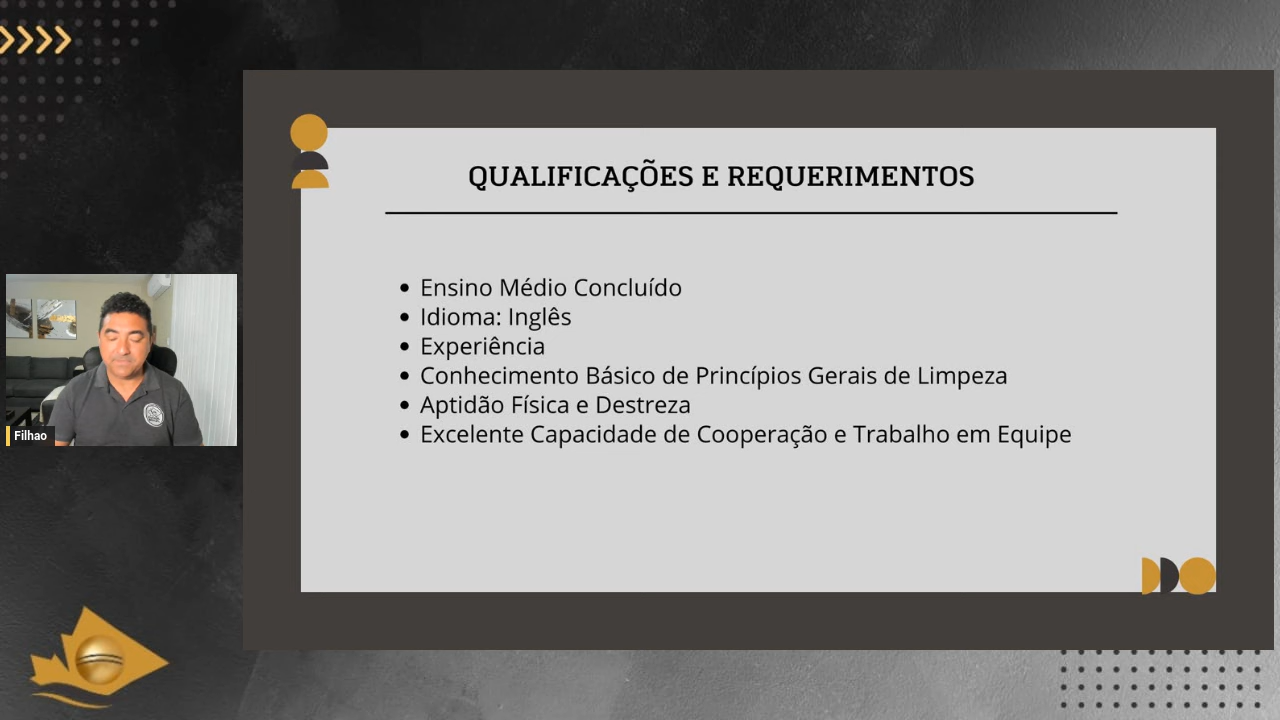 QUALIFICAÇÕES E REQUERIMENTOS
Ensino Médio Concluído
Idioma: Inglês
Experiência
Conhecimento Básico de Princípios Gerais de Limpeza
Aptidão Física e Destreza
Excelente Capacidade de Cooperação e Trabalho em Equipe
Filhao